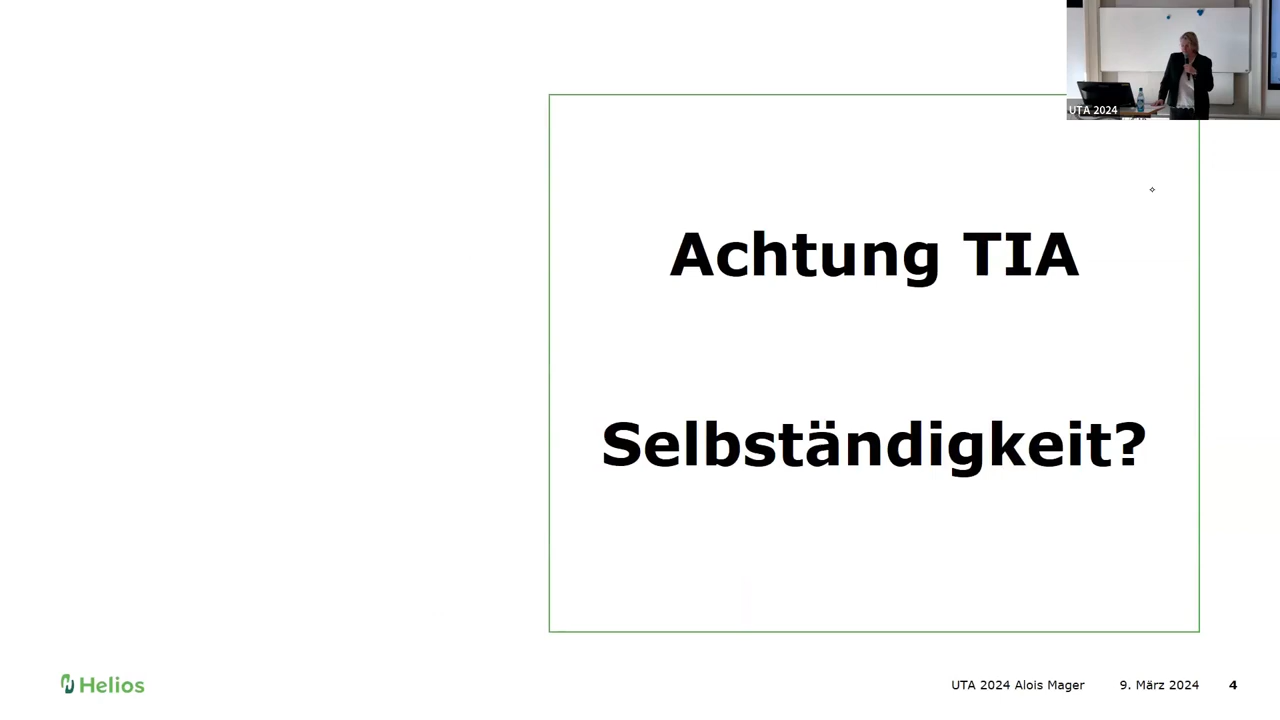 UTA 2024
Achtung TIA
Selbständigkeit?
Helios
UTA 2024 Alois Mager
9. März 2024
4